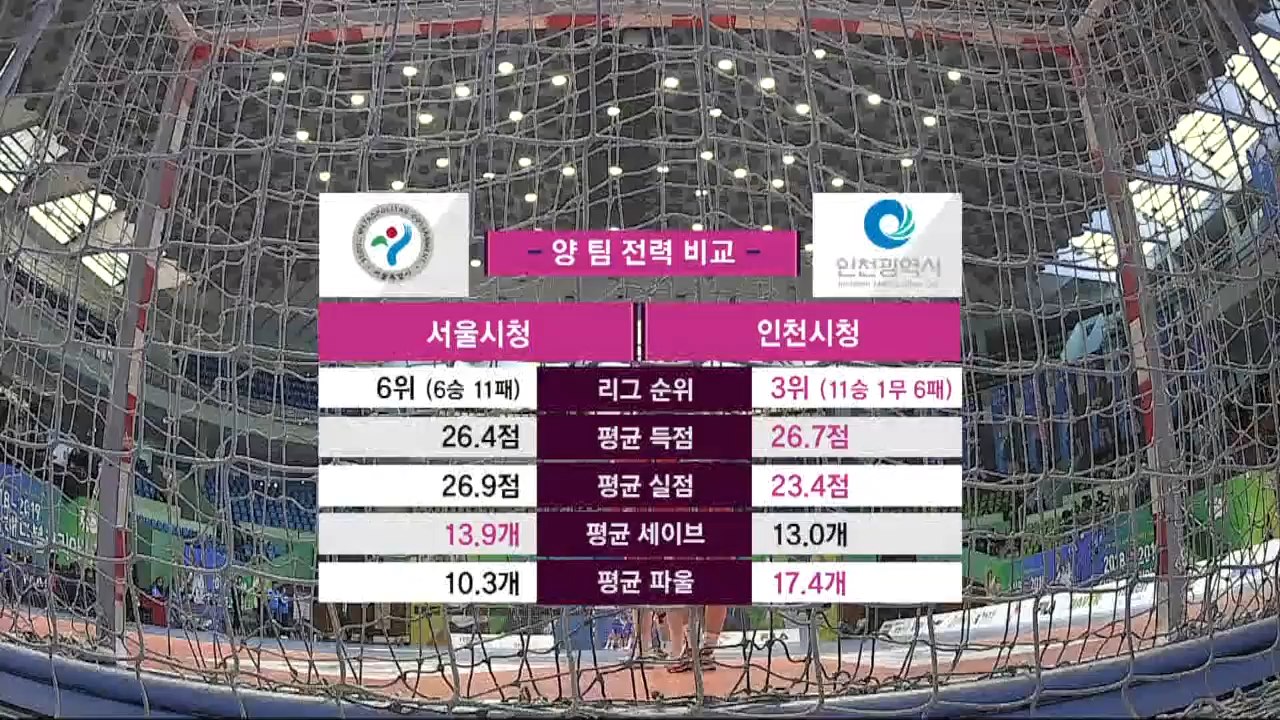 양 팀 전력 비교
인천광역시
서울시청 인천시청
6위 (6승 11패) 리그 순위 3위 (11승 1무 6패)
26.4점 평균 득점 26.7점
26.9점 평균 실점 23.4점
13.9개 평균 세이브 13.0개
10.3개 평균 파울 17.4개